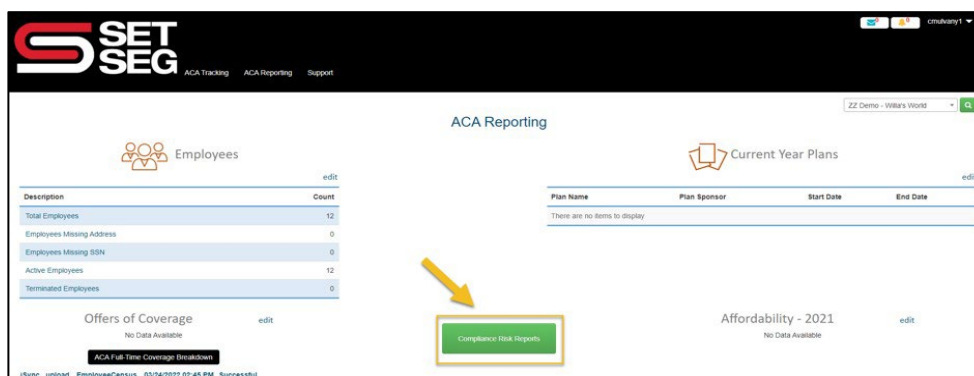 SET
SEG
ACA Tracking ACA Reporting Support
0 0 cmulvany1
ZZ Demo - Willa's World
ACA Reporting
Employees
edit
Description Count
Total Employees 12
Employees Missing Address 0
Employees Missing SSN 0
Active Employees 12
Terminated Employees 0
Current Year Plans
edit
Plan Name Plan Sponsor Start Date End Date
There are no items to display
Offers of Coverage edit
No Data Available
ACA Full-Time Coverage Breakdown
iSync_upload_EmployeeCensus_ 03/24/2022 02:45 PM Successful
Compliance Risk Reports
Affordability - 2021 edit
No Data Available